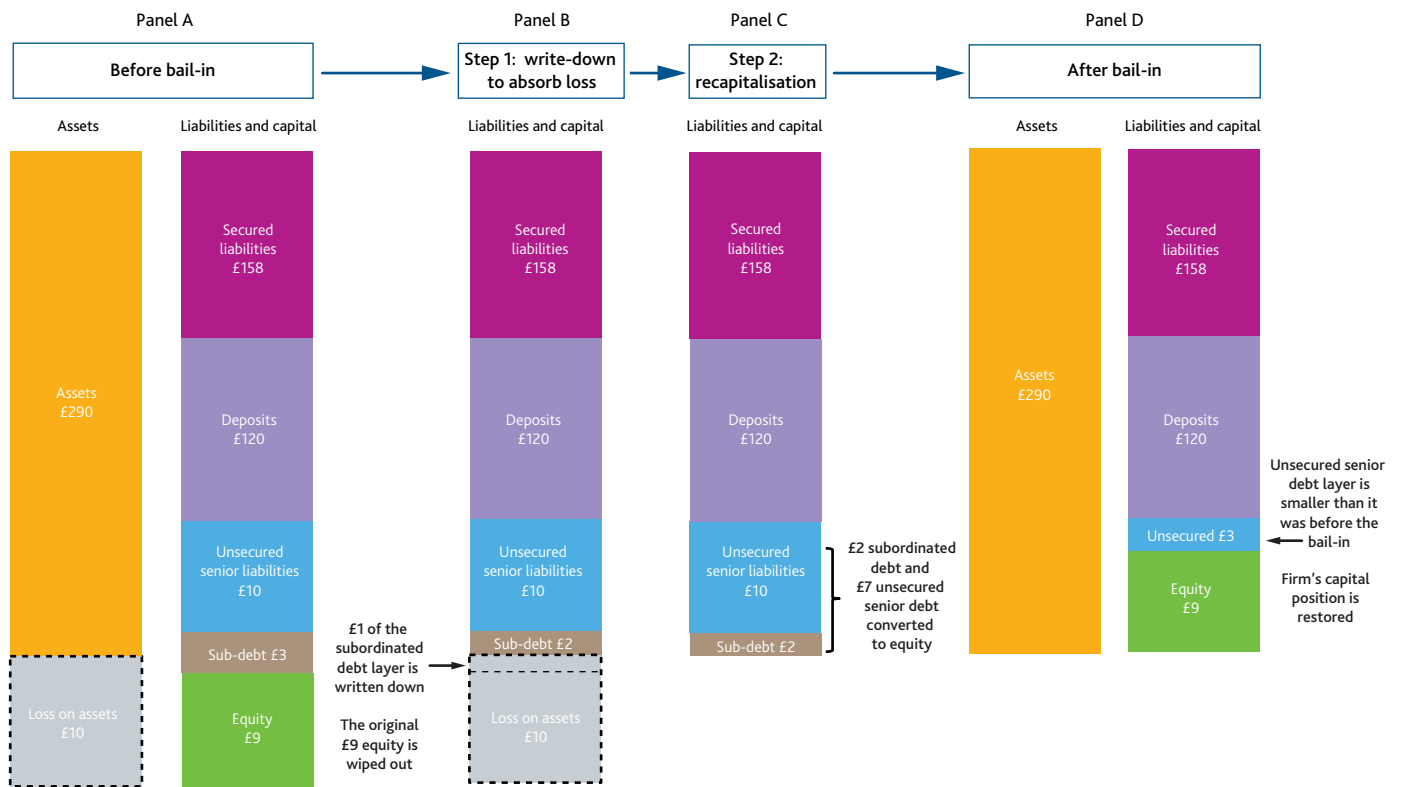 Panel A
Before bail-in
Assets
Liabilities and capital
Assets
£290
Loss on assets
£10
Secured
liabilities
£158
Deposits
£120
Unsecured
senior liabilities
£10
Sub-debt £3
Equity
£9
£1 of the
subordinated
debt layer is
written down
The original
£9 equity is
wiped out
Panel B
Step 1: write-down
to absorb loss
Liabilities and capital
Secured
liabilities
£158
Deposits
£120
Unsecured
senior liabilities
£10
Sub-debt £2
Loss on assets
£10
Panel C
Step 2:
recapitalisation
Liabilities and capital
Secured
liabilities
£158
Deposits
£120
Unsecured
senior liabilities
£10
Sub-debt £2
£2 subordinated
debt and
£7 unsecured
senior debt
converted
to equity
Panel D
After bail-in
Assets
Liabilities and capital
Assets
£290
Secured
liabilities
£158
Deposits
£120
Unsecured £3
Equity
£9
Unsecured senior
debt layer is
smaller than it
was before the
bail-in
Firm's capital
position is
restored